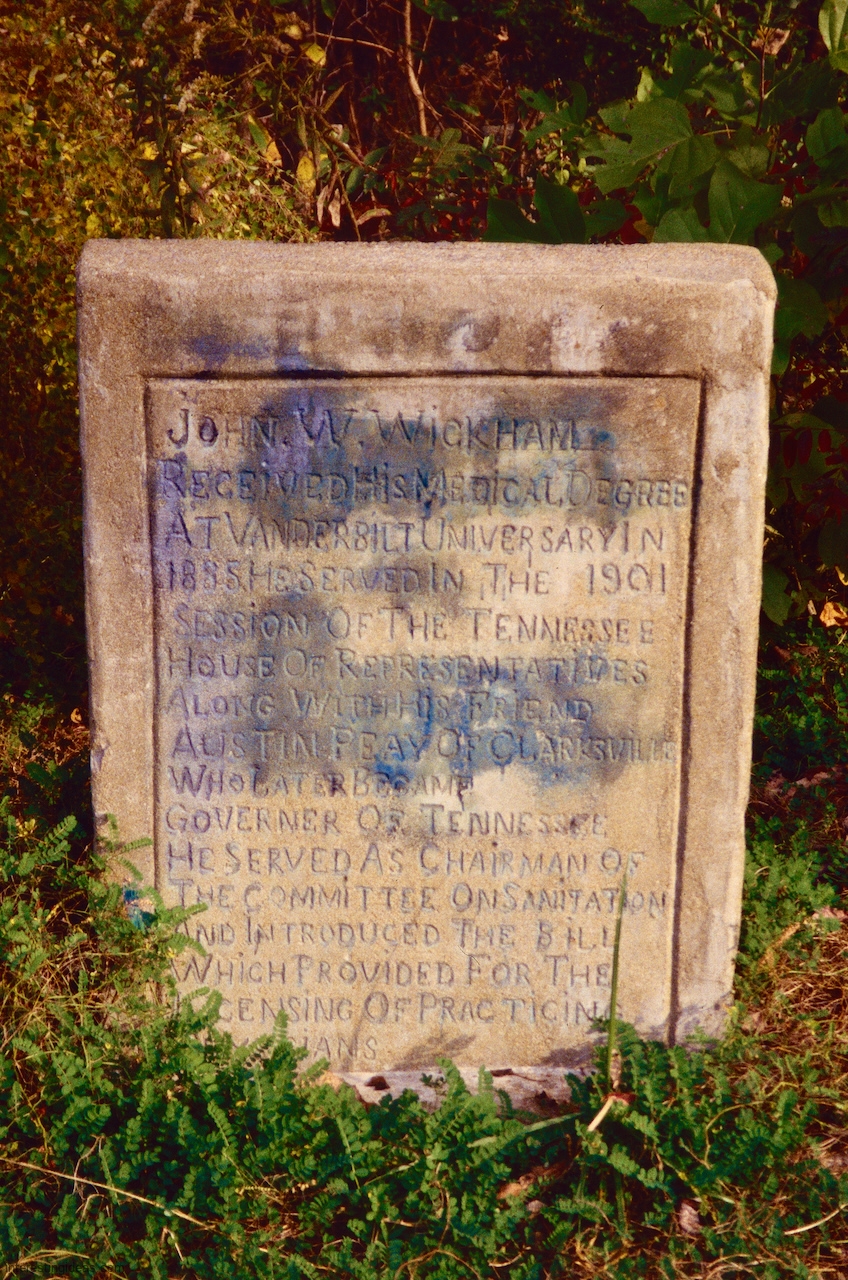 JOHN. W. WICKHAM
RECEIVED HIS MEDICAL DEGREE
AT VANDERBILT UNIVERSARY IN
1885. HE SERVED IN THE 1901
SESSION OF THE TENNESSEE
HOUSE OF REPRESENTATIVES
ALONG WITH HIS FRIEND
AUSTIN PEAY OF CLARKSVILLE
WHO LATER BECAME
GOVERNER OF TENNESSEE
HE SERVED AS CHAIRMAN OF
THE COMMITTEE ON SANITATION
AND INTRODUCED THE BILL
WHICH PROVIDED FOR THE
LICENSING OF PRACTICING